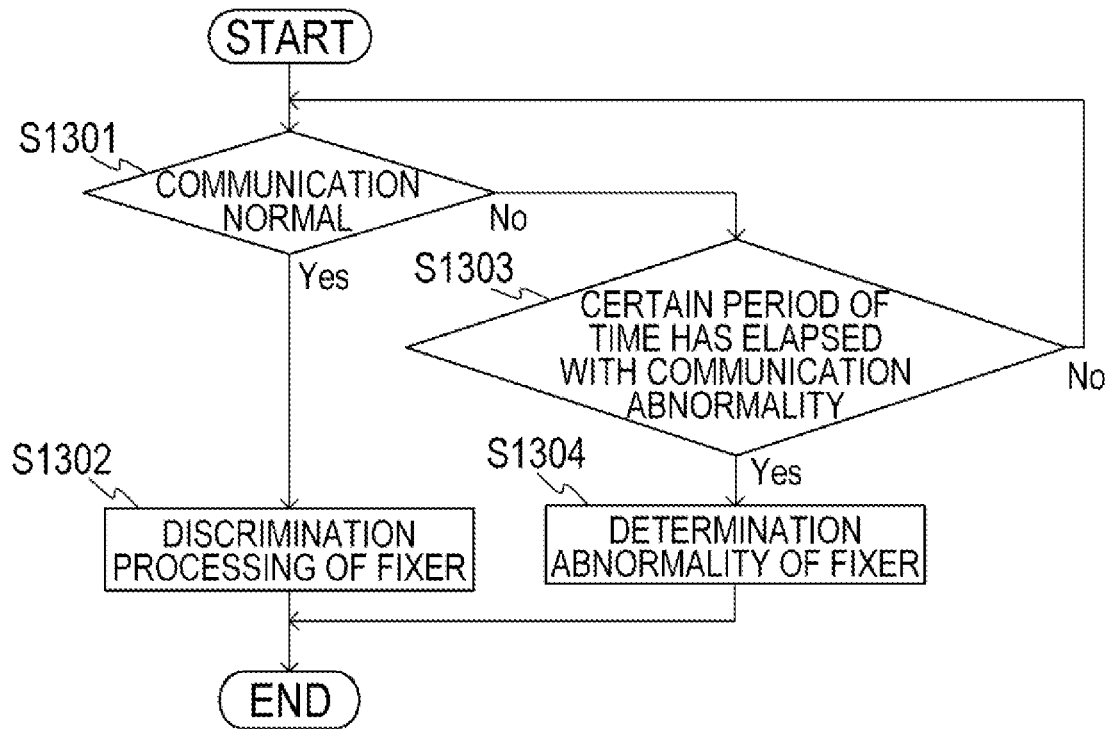 START
S1301
COMMUNICATION
NORMAL
No
Yes
S1303
CERTAIN PERIOD OF
TIME HAS ELAPSED
WITH COMMUNICATION
ABNORMALITY
No
Yes
S1302
DISCRIMINATION
PROCESSING OF FIXER
S1304
DETERMINATION
ABNORMALITY OF FIXER
END